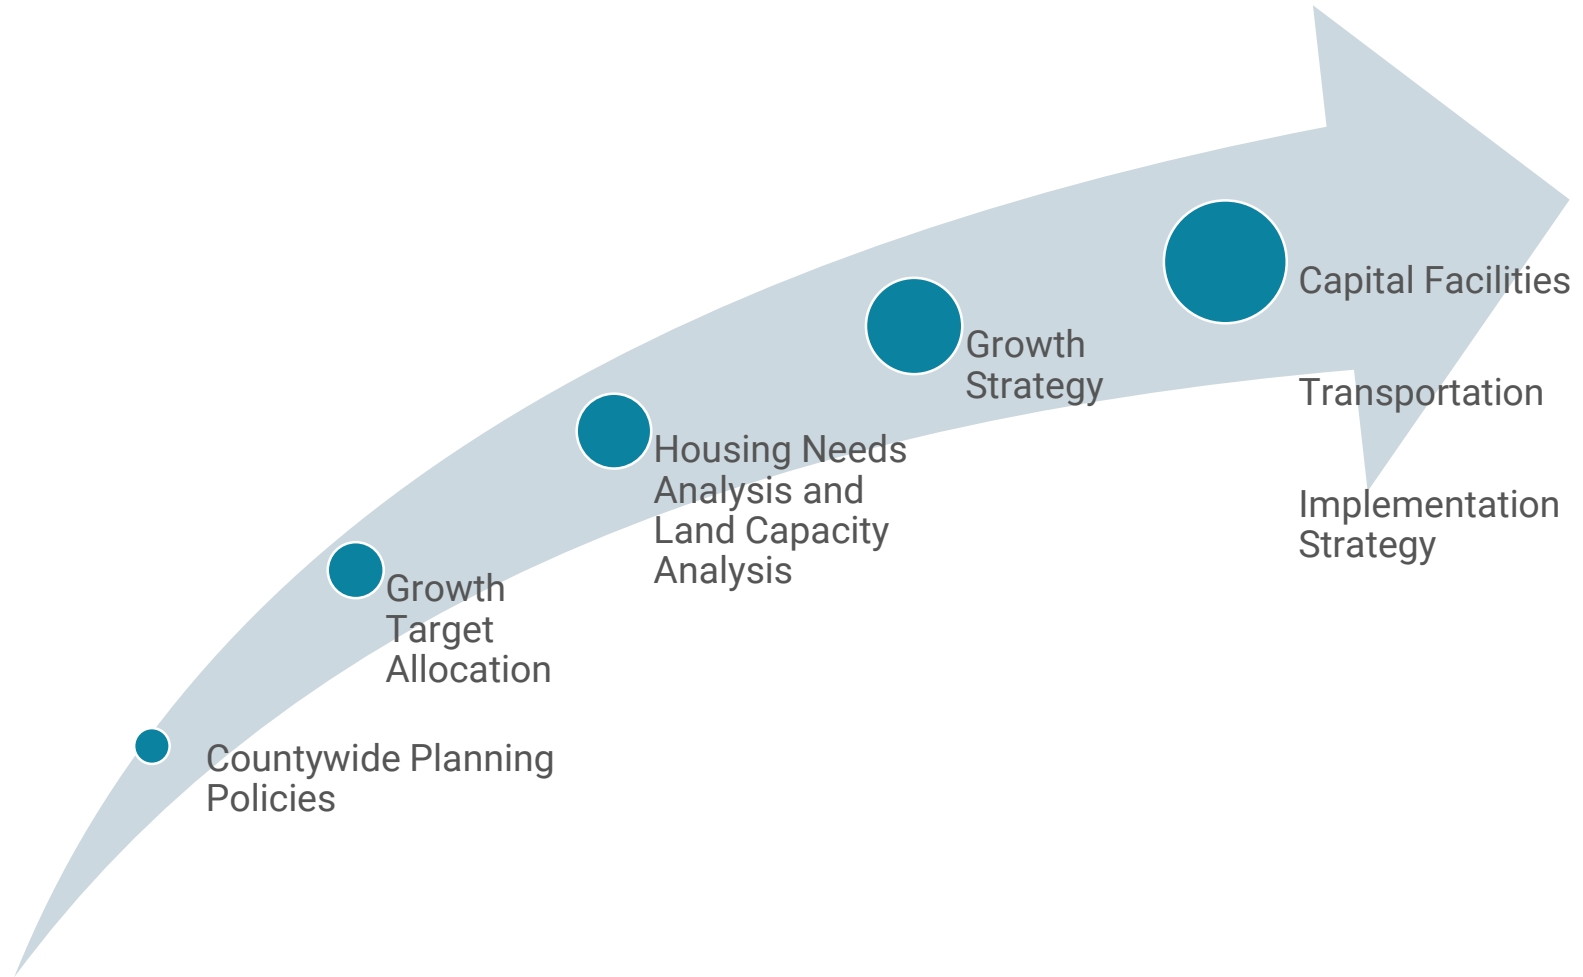 Countywide Planning
Policies
Growth
Target
Allocation
Housing Needs
Analysis and
Land Capacity
Analysis
Growth
Strategy
Capital Facilities
Transportation
Implementation
Strategy